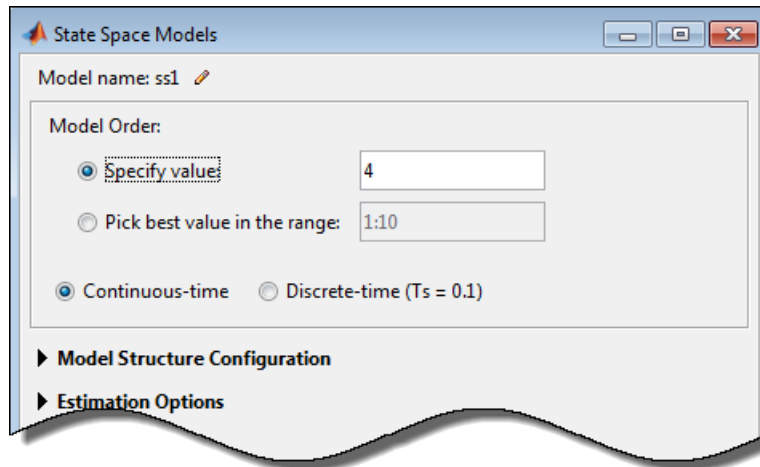 State Space Models
Model name: ss1
Model Order:
Specify value: 4
Pick best value in the range: 1:10
Continuous-time Discrete-time (Ts = 0.1)
Model Structure Configuration
Estimation Options